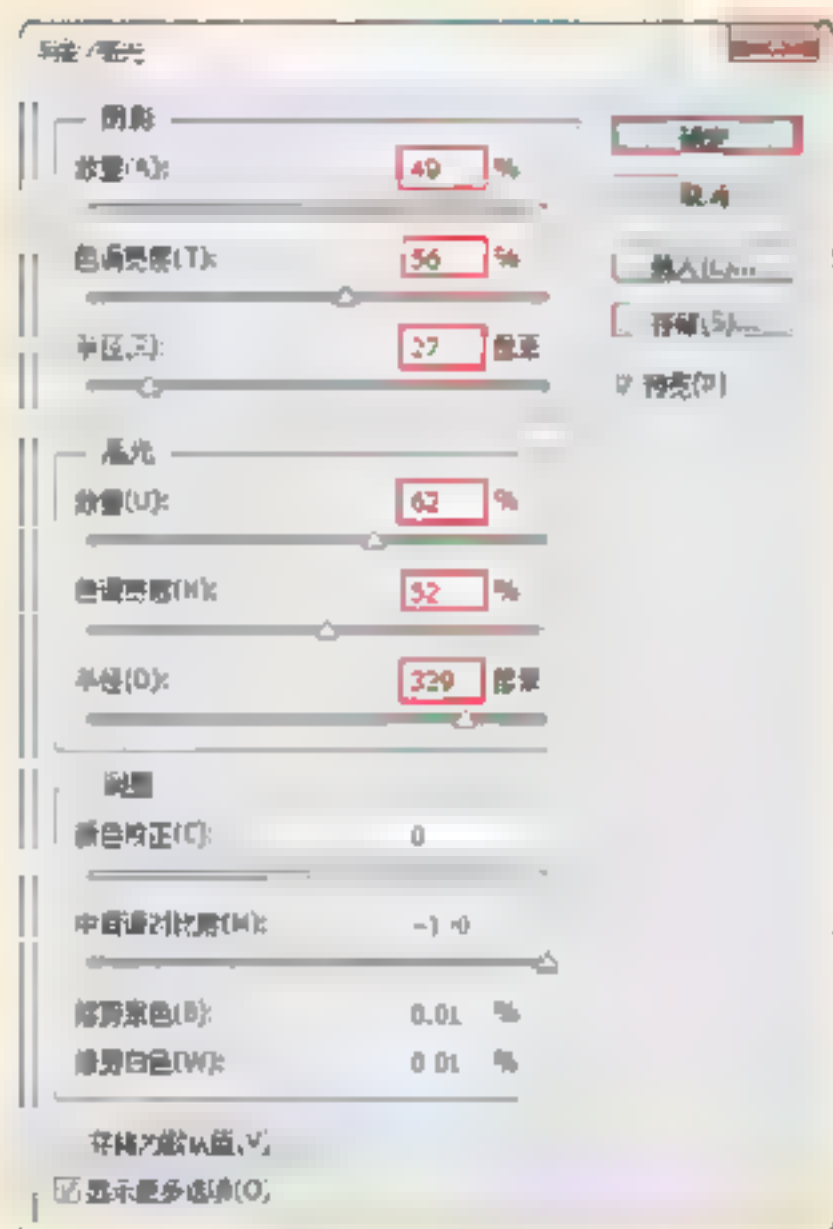 阴影/高光
阴影
数量(A): 49 %
色调宽度(T): 56 %
半径(R): 27 像素
高光
数量(U): 62 %
色调宽度(N): 52 %
半径(D): 329 像素
调整
颜色校正(C): 0
中间调对比度(M):
修剪黑色(B): 0.01 %
修剪白色(W): 0.01 %
存储为默认值(V)
显示更多选项(O)
确定
取消
载入(L)...
存储(S)...
预览(P)